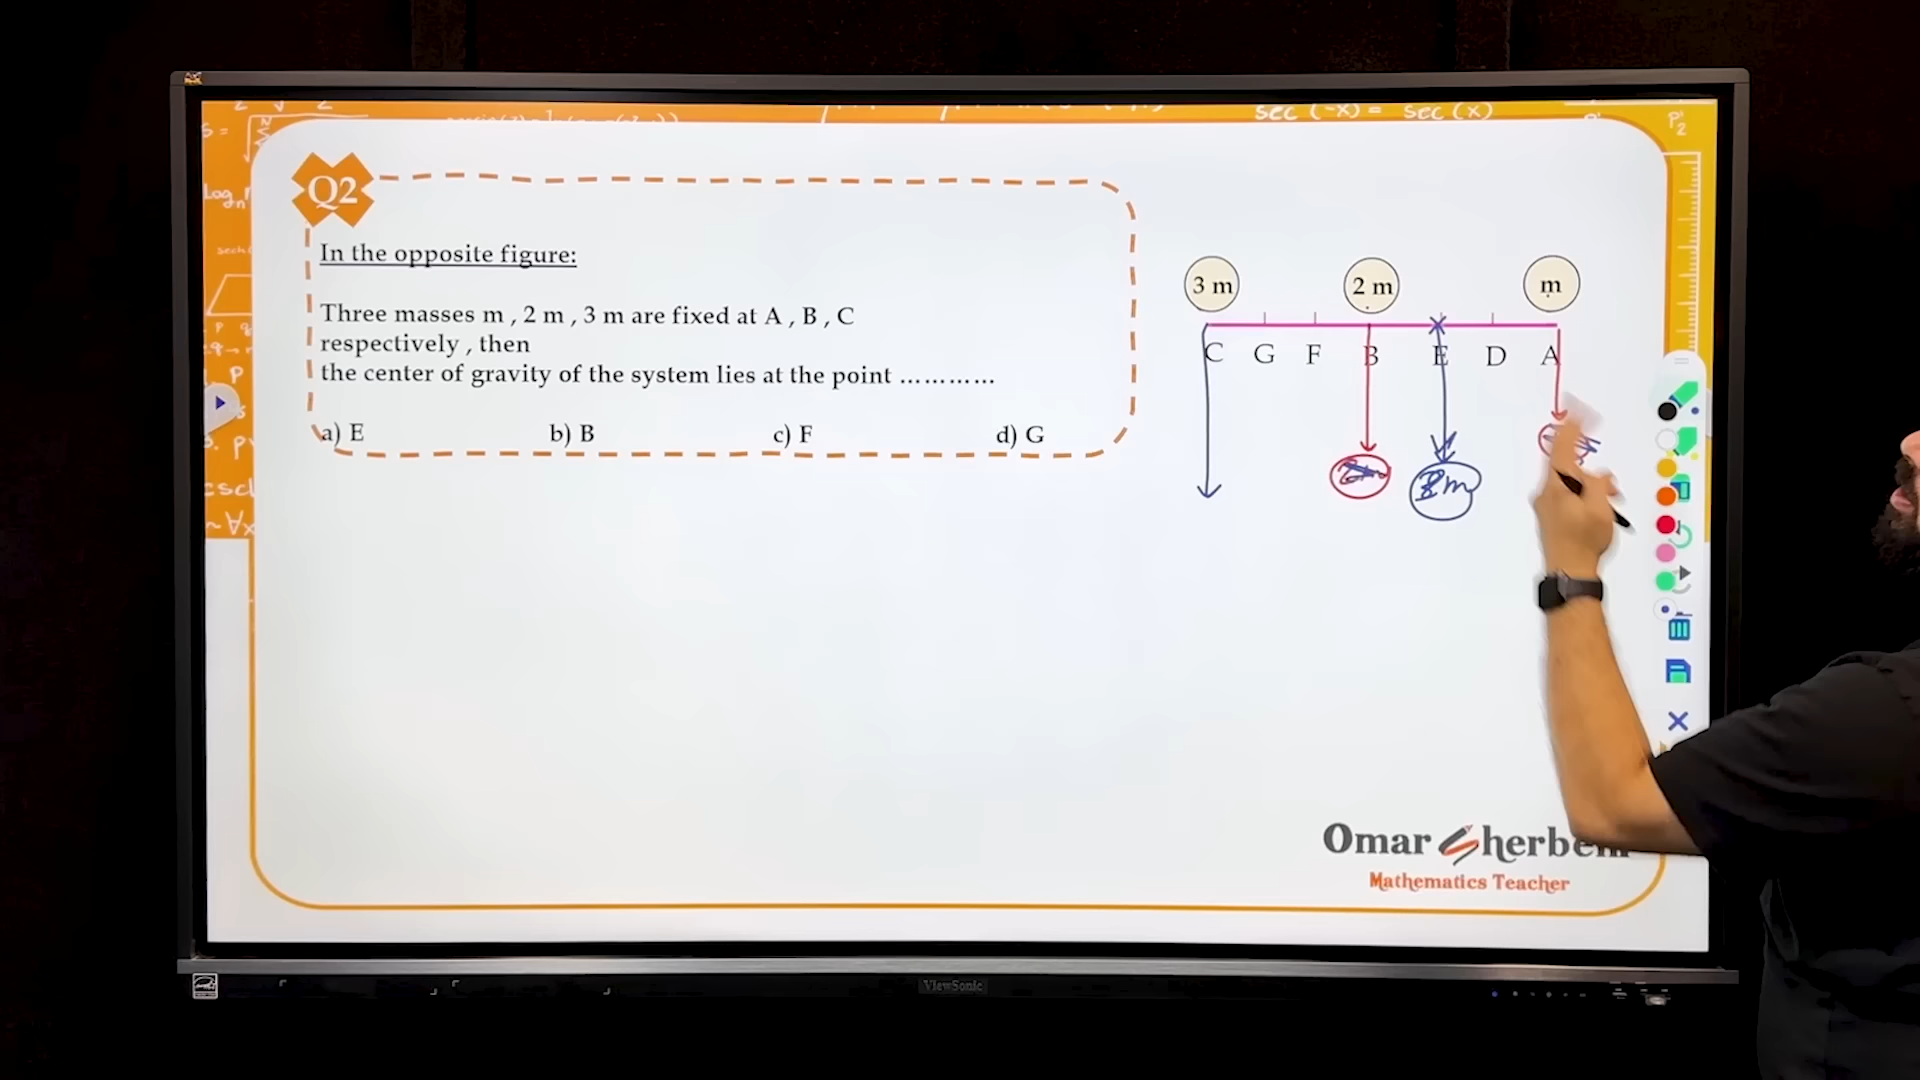 sec (-x) = sec (x)
Q2
In the opposite figure:
Three masses m , 2 m , 3 m are fixed at A , B , C
respectively , then
the center of gravity of the system lies at the point …………
a) E b) B c) F d) G
3 m 2 m m
C G F B E D A
Omar
Mathematics Teacher
ViewSonic